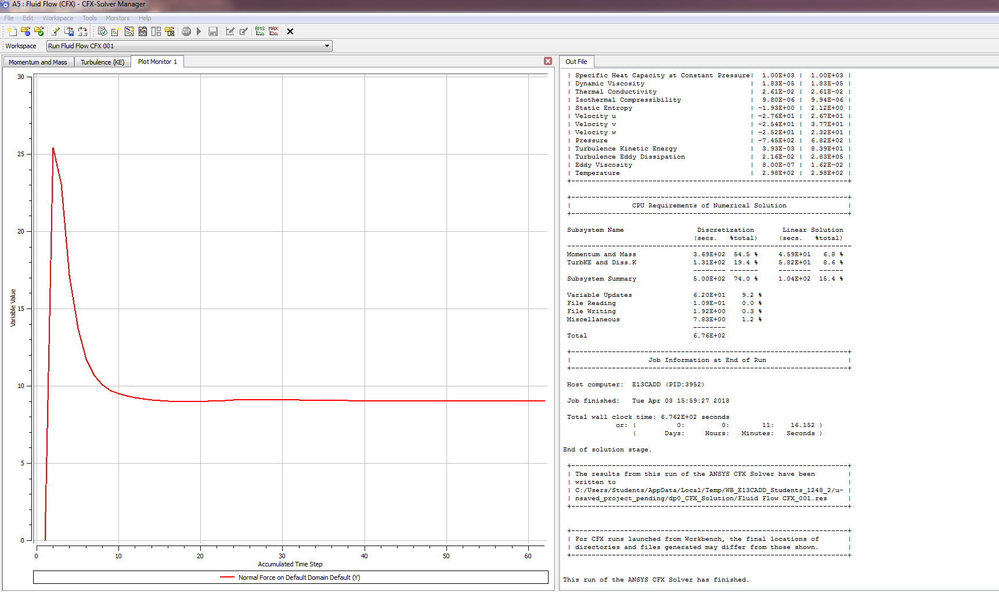 A5 : Fluid Flow (CFX) - CFX-Solver Manager
File Edit Workspace Tools Monitors Help
STOP RMS MAX
Workspace Run Fluid Flow CFX 001
Momentum and Mass Turbulence (KE) Plot Monitor 1
30
25
20
15
10
5
0
Variable Value
0 10 20 30 40 50 60
Accumulated Time Step
Normal Force on Default Domain Default (Y)
Out File
| Specific Heat Capacity at Constant Pressure| 1.00E+03 | 1.00E+03 |
| Dynamic Viscosity | 1.83E-05 | 1.83E-05 |
| Thermal Conductivity | 2.61E-02 | 2.61E-02 |
| Isothermal Compressibility | 9.80E-06 | 9.94E-06 |
| Static Entropy | -1.93E+00 | 2.12E+00 |
| Velocity u | -2.76E+01 | 2.67E+01 |
| Velocity v | -2.54E+01 | 3.77E+01 |
| Velocity w | -2.52E+01 | 2.32E+01 |
| Pressure | -7.45E+02 | 6.82E+02 |
| Turbulence Kinetic Energy | 3.93E-03 | 8.39E+01 |
| Turbulence Eddy Dissipation | 2.16E-02 | 2.83E+05 |
| Eddy Viscosity | 8.00E-07 | 1.62E-02 |
| Temperature | 2.98E+02 | 2.98E+02 |
+--------------------------------------------------------------------+
+--------------------------------------------------------------------+
| CPU Requirements of Numerical Solution |
+--------------------------------------------------------------------+
Subsystem Name Discretization Linear Solution
(secs. %total) (secs. %total)
----------------------------------------------------------------------
Momentum and Mass 3.69E+02 54.5 % 4.59E+01 6.8 %
TurbKE and Diss.K 1.31E+02 19.4 % 5.82E+01 8.6 %
-------- ------- -------- ------
Subsystem Summary 5.00E+02 74.0 % 1.04E+02 15.4 %
Variable Updates 6.20E+01 9.2 %
File Reading 1.09E-01 0.0 %
File Writing 1.92E+00 0.3 %
Miscellaneous 7.83E+00 1.2 %
--------
Total 6.76E+02
+--------------------------------------------------------------------+
| Job Information at End of Run |
+--------------------------------------------------------------------+
Host computer: E13CADD (PID:3952)
Job finished: Tue Apr 03 15:59:27 2018
Total wall clock time: 6.762E+02 seconds
or: ( 0: 0: 11: 16.152 )
( Days: Hours: Minutes: Seconds )
End of solution stage.
+--------------------------------------------------------------------+
| The results from this run of the ANSYS CFX Solver have been |
| written to |
| C:/Users/Students/AppData/Local/Temp/WB_E13CADD_Students_1248_2/u- |
| nsaved_project_pending/dp0_CFX_Solution/Fluid Flow CFX_001.res |
+--------------------------------------------------------------------+
+--------------------------------------------------------------------+
| For CFX runs launched from Workbench, the final locations of |
| directories and files generated may differ from those shown. |
+--------------------------------------------------------------------+
This run of the ANSYS CFX Solver has finished.